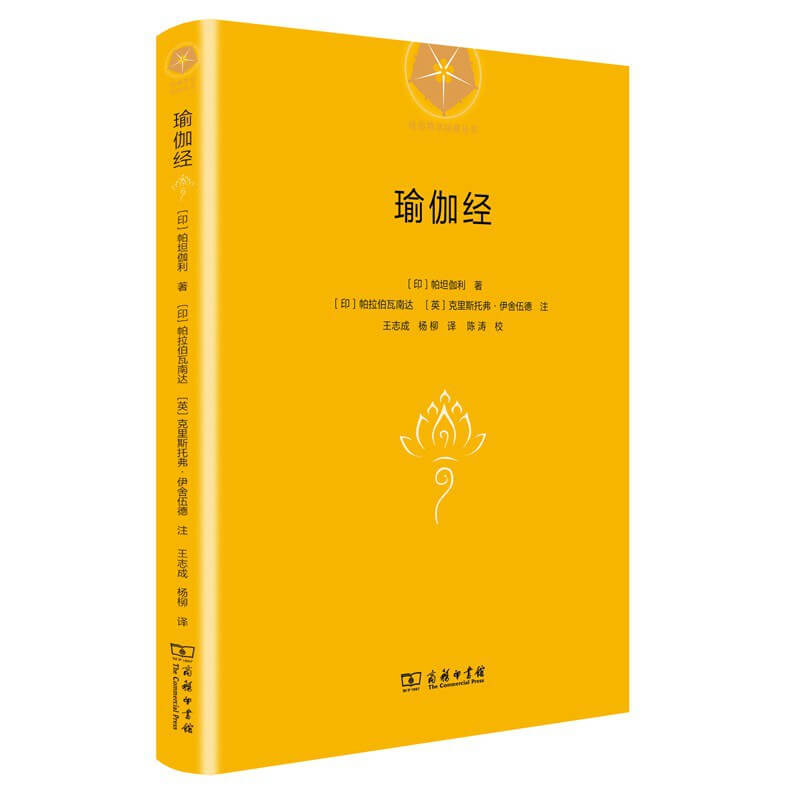 瑜伽经
［印］帕坦伽利 著
［印］帕拉伯瓦南达 ［英］克里斯托弗·伊舍伍德 注
王志成 杨柳 译 陈涛 校
商务印书馆
The Commercial Press
瑜伽经
［印］帕坦伽利 著 ［印］帕拉伯瓦南达 ［英］克里斯托弗·伊舍伍德 注 王志成 杨柳 译
商务印书馆
The Commercial Press